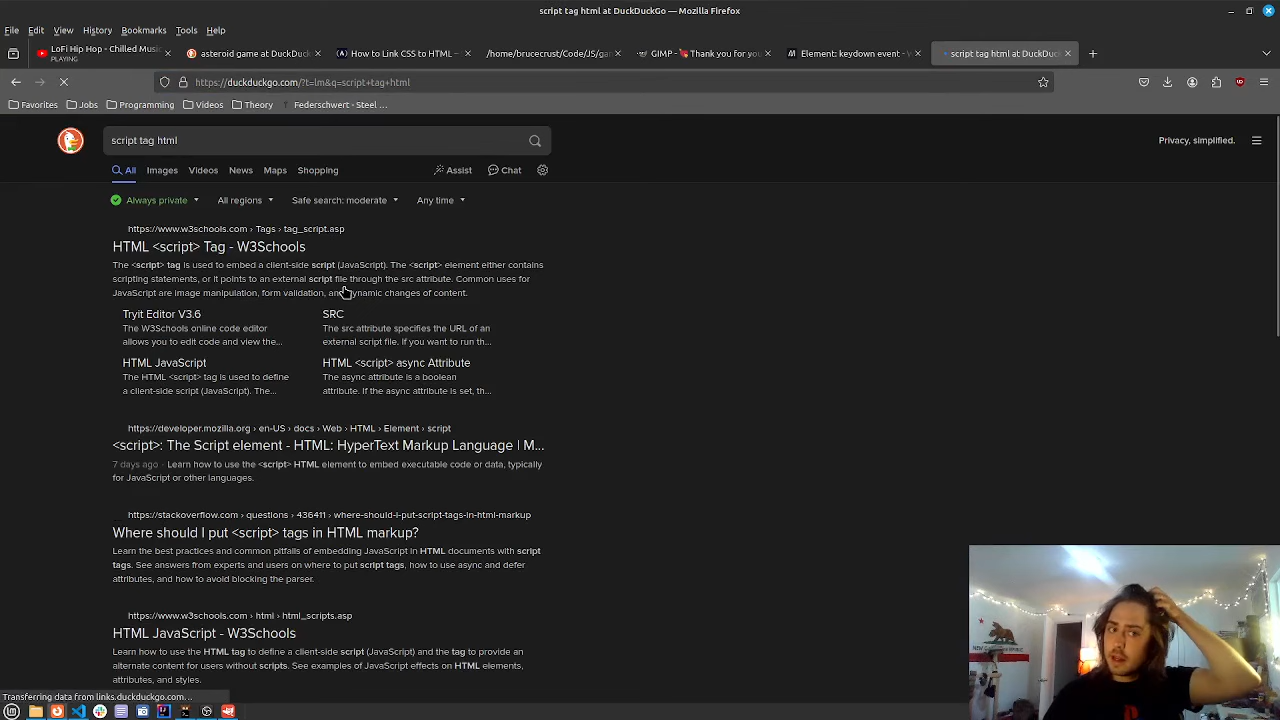 script tag html at DuckDuckGo — Mozilla Firefox
File Edit View History Bookmarks Tools Help
LoFi Hip Hop - Chilled Music
PLAYING
asteroid game at DuckDuck
How to Link CSS to HTML –
/home/brucecrust/Code/JS/gam
GIMP - 💘 Thank you for you
Element: keydown event - W
script tag html at DuckDuc
https://duckduckgo.com/?t=lm&q=script+tag+html
Favorites Jobs Programming Videos Theory Federschwert - Steel ...
script tag html
Privacy, simplified.
All Images Videos News Maps Shopping Assist Chat
Always private All regions Safe search: moderate Any time
https://www.w3schools.com › Tags › tag_script.asp
HTML <script> Tag - W3Schools
The <script> tag is used to embed a client-side script (JavaScript). The <script> element either contains
scripting statements, or it points to an external script file through the src attribute. Common uses for
JavaScript are image manipulation, form validation, and dynamic changes of content.
Tryit Editor V3.6
The W3Schools online code editor
allows you to edit code and view the...
SRC
The src attribute specifies the URL of an
external script file. If you want to run th...
HTML JavaScript
The HTML <script> tag is used to define
a client-side script (JavaScript). The...
HTML <script> async Attribute
The async attribute is a boolean
attribute. If the async attribute is set, th...
https://developer.mozilla.org › en-US › docs › Web › HTML › Element › script
<script>: The Script element - HTML: HyperText Markup Language | M...
7 days ago · Learn how to use the <script> HTML element to embed executable code or data, typically
for JavaScript or other languages.
https://stackoverflow.com › questions › 436411 › where-should-i-put-script-tags-in-html-markup
Where should I put <script> tags in HTML markup?
Learn the best practices and common pitfalls of embedding JavaScript in HTML documents with script
tags. See answers from experts and users on where to put script tags, how to use async and defer
attributes, and how to avoid blocking the parser.
https://www.w3schools.com › html › html_scripts.asp
HTML JavaScript - W3Schools
Learn how to use the HTML tag to define a client-side script (JavaScript) and the tag to provide an
alternate content for users without scripts. See examples of JavaScript effects on HTML elements,
attributes, and styles.
Transferring data from links.duckduckgo.com...